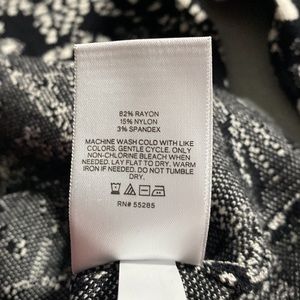 82% RAYON
15% NYLON
3% SPANDEX
MACHINE WASH COLD WITH LIKE
COLORS, GENTLE CYCLE. ONLY
NON-CHLORINE BLEACH WHEN
NEEDED. LAY FLAT TO DRY. WARM
IRON IF NEEDED. DO NOT TUMBLE
DRY.
RN# 55285